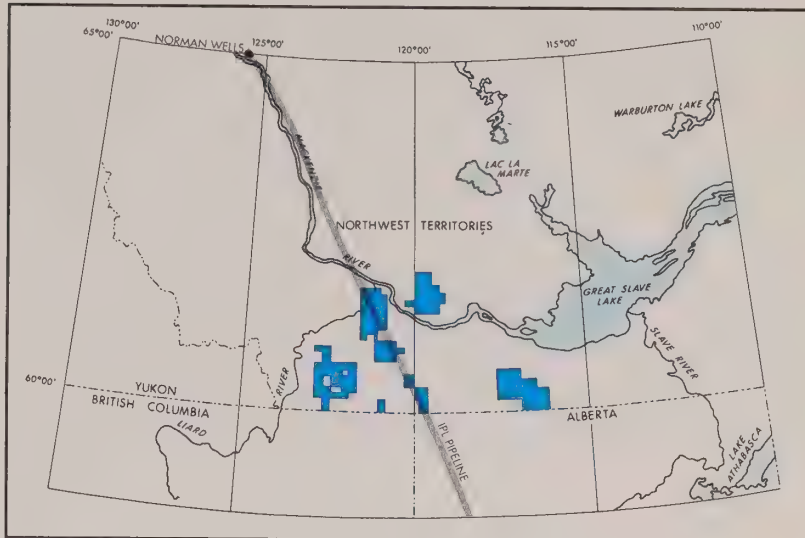 130°00'
65°00'
NORMAN WELLS
125°00'
120°00'
115°00'
110°00'
WARBURTON LAKE
LAC LA
MARTE
MACKENZIE
NORTHWEST TERRITORIES
RIVER
GREAT SLAVE
LAKE
SLAVE RIVER
60°00'
YUKON
BRITISH COLUMBIA
RIVER
LIARD
ALBERTA
IPL PIPELINE
LAKE
ATHABASCA